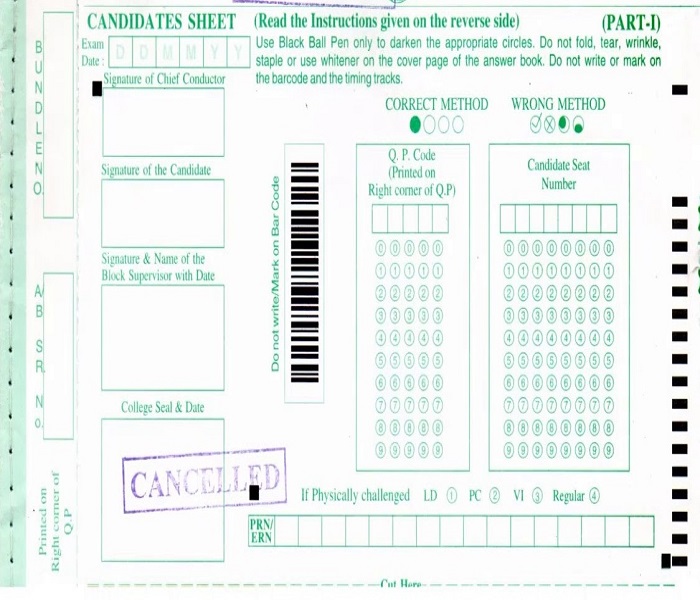 CANDIDATES SHEET (Read the Instructions given on the reverse side) (PART-I)
Exam Date : D D M M Y Y
Use Black Ball Pen only to darken the appropriate circles. Do not fold, tear, wrinkle,
staple or use whitener on the cover page of the answer book. Do not write or mark on
the barcode and the timing tracks.
BUNDLE NO.
A/B SR. No.
Printed on
Right corner of
Q.P
Signature of Chief Conductor
Signature of the Candidate
Signature & Name of the
Block Supervisor with Date
College Seal & Date
CANCELLED
Do not write/Mark on Bar Code
CORRECT METHOD WRONG METHOD
Q. P. Code
(Printed on
Right corner of Q.P)
0 0 0 0 0
1 1 1 1 1
2 2 2 2 2
3 3 3 3 3
4 4 4 4 4
5 5 5 5 5
6 6 6 6 6
7 7 7 7 7
8 8 8 8 8
9 9 9 9 9
Candidate Seat
Number
0 0 0 0 0 0 0 0
1 1 1 1 1 1 1 1
2 2 2 2 2 2 2 2
3 3 3 3 3 3 3 3
4 4 4 4 4 4 4 4
5 5 5 5 5 5 5 5
6 6 6 6 6 6 6 6
7 7 7 7 7 7 7 7
8 8 8 8 8 8 8 8
9 9 9 9 9 9 9 9
If Physically challenged LD 1 PC 2 VI 3 Regular 4
PRN/
ERN
Cut Here